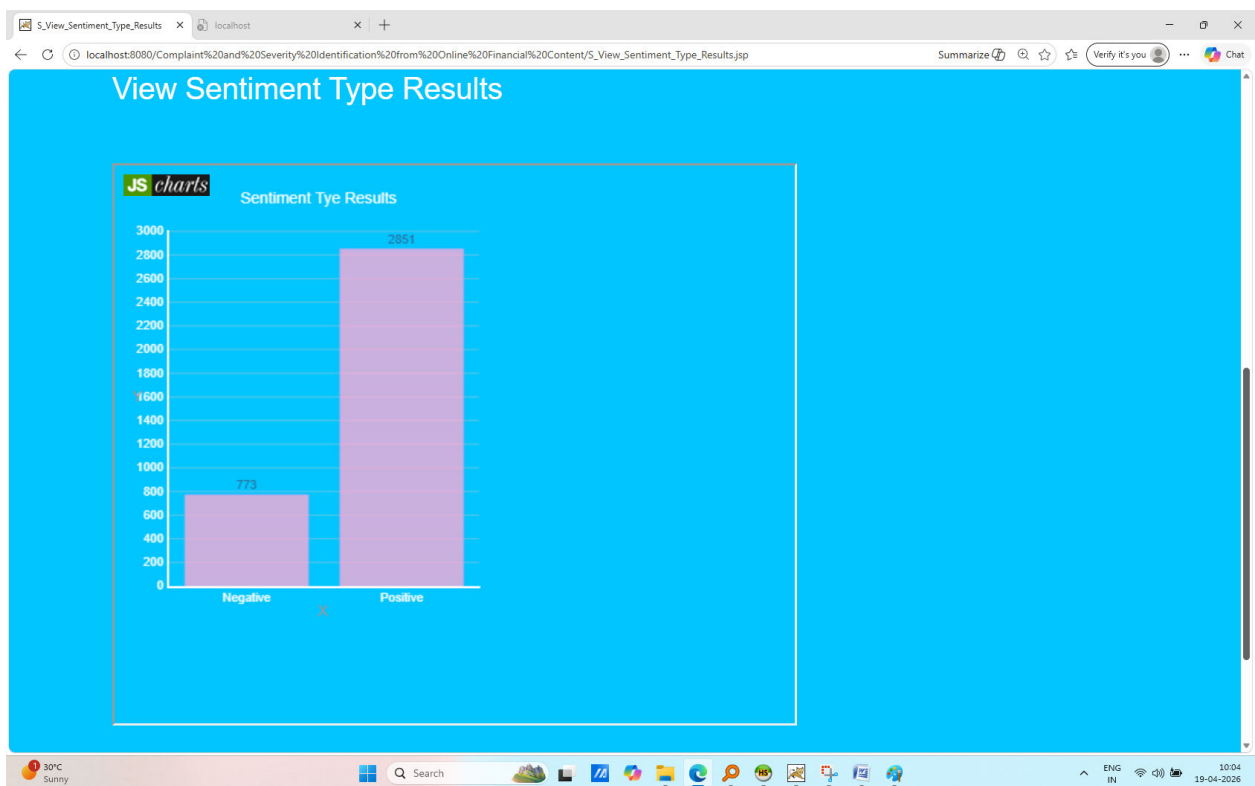 S_View_Sentiment_Type_Results
localhost
localhost:8080/Complaint%20and%20Severity%20Identification%20from%20Online%20Financial%20Content/S_View_Sentiment_Type_Results.jsp
Summarize
Verify it's you
Chat
View Sentiment Type Results
JS charts
Sentiment Tye Results
3000
2851
2800
2600
2400
2200
2000
1800
Y
1600
1400
1200
1000
773
800
600
400
200
0
Negative
Positive
X
1
30°C
Sunny
Search
HS
ENG
IN
10:04
19-04-2026